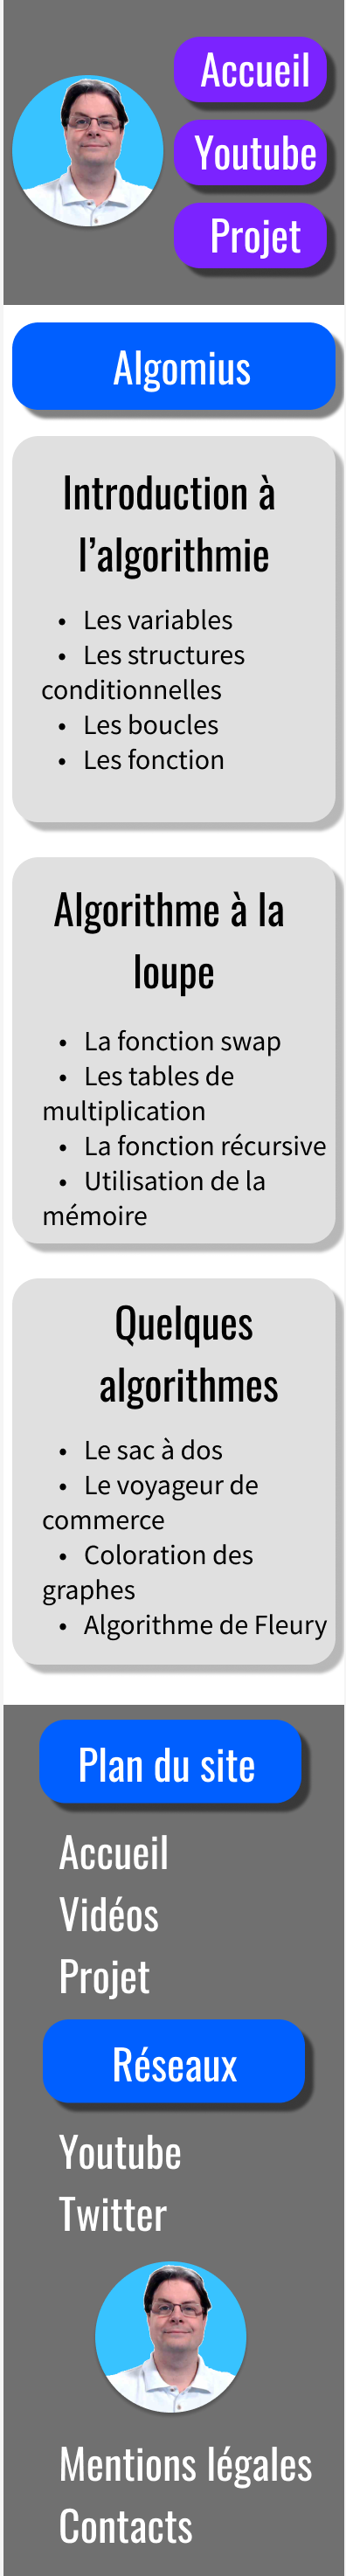 Accueil
Youtube
Projet
Algomius
Introduction à
l’algorithmie
• Les variables
• Les structures
conditionnelles
• Les boucles
• Les fonction
Algorithme à la
loupe
• La fonction swap
• Les tables de
multiplication
• La fonction récursive
• Utilisation de la
mémoire
Quelques
algorithmes
• Le sac à dos
• Le voyageur de
commerce
• Coloration des
graphes
• Algorithme de Fleury
Plan du site
Accueil
Vidéos
Projet
Réseaux
Youtube
Twitter
Mentions légales
Contacts